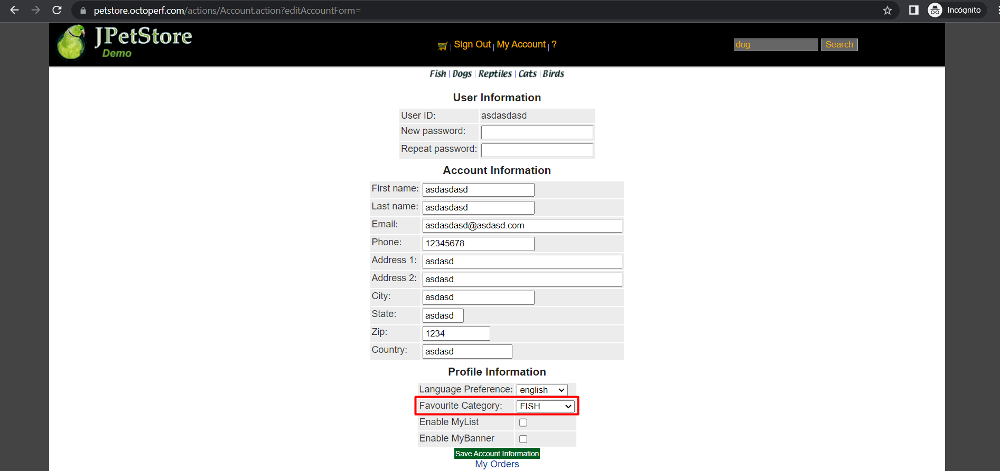 petstore.octoperf.com/actions/Account.action?editAccountForm=
Incógnito
JPetStore
Demo
Sign Out | My Account | ?
dog
Search
Fish | Dogs | Reptiles | Cats | Birds
User Information
User ID: asdasdasd
New password:
Repeat password:
Account Information
First name: asdasdasd
Last name: asdasdasd
Email: asdasdasd@asdasd.com
Phone: 12345678
Address 1: asdasd
Address 2: asdasd
City: asdasd
State: asdasd
Zip: 1234
Country: asdasd
Profile Information
Language Preference: english
Favourite Category: FISH
Enable MyList
Enable MyBanner
Save Account Information
My Orders